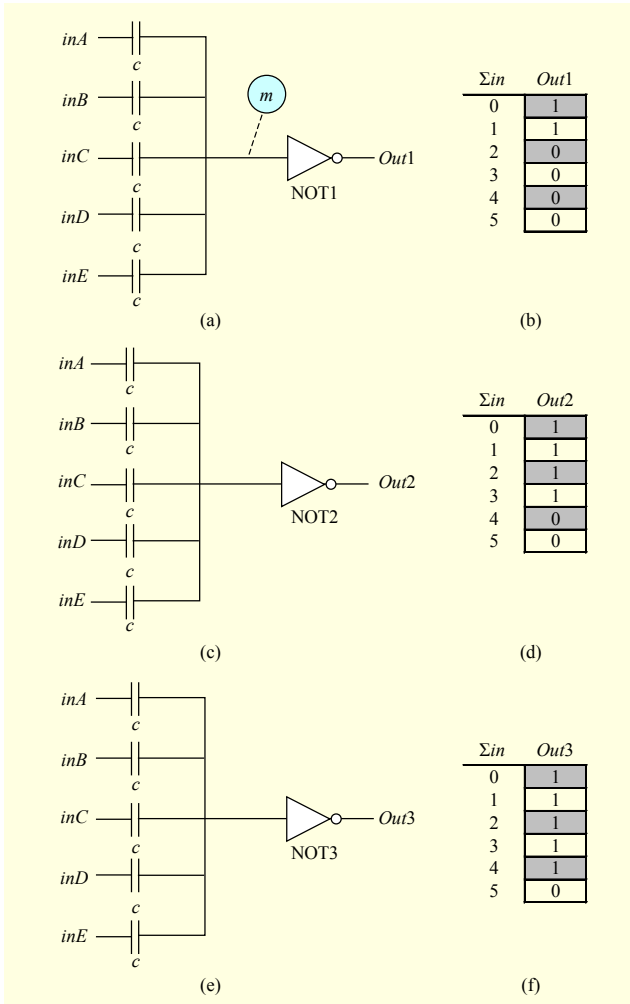 inA
c
inB
c
m
inC
Out1
c
NOT1
inD
c
inE
c
(a)
Σin Out1
0 1
1 1
2 0
3 0
4 0
5 0
(b)
inA
c
inB
c
inC
Out2
c
NOT2
inD
c
inE
c
(c)
Σin Out2
0 1
1 1
2 1
3 1
4 0
5 0
(d)
inA
c
inB
c
inC
Out3
c
NOT3
inD
c
inE
c
(e)
Σin Out3
0 1
1 1
2 1
3 1
4 1
5 0
(f)